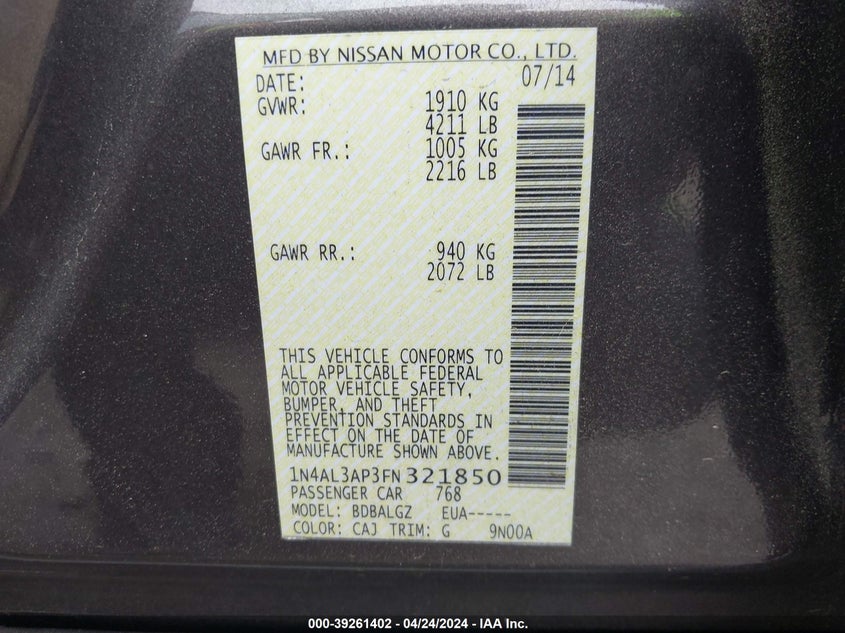 MFD BY NISSAN MOTOR CO., LTD.
DATE: 07/14
GVWR: 1910 KG
4211 LB
GAWR FR.: 1005 KG
2216 LB
GAWR RR.: 940 KG
2072 LB
THIS VEHICLE CONFORMS TO
ALL APPLICABLE FEDERAL
MOTOR VEHICLE SAFETY,
BUMPER, AND THEFT
PREVENTION STANDARDS IN
EFFECT ON THE DATE OF
MANUFACTURE SHOWN ABOVE.
1N4AL3AP3FN321850
PASSENGER CAR 768
MODEL: BDBALGZ EUA-----
COLOR: CAJ TRIM: G 9N00A
000-39261402 - 04/24/2024 - IAA Inc.